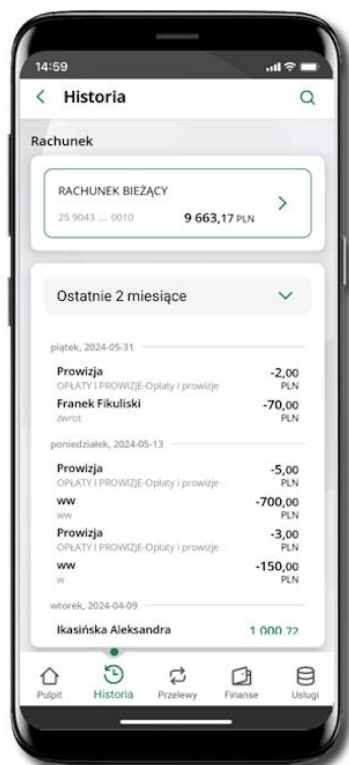 14:59
Historia
Rachunek
RACHUNEK BIEŻĄCY
25 9043 .... 0010 9 663,17 PLN
Ostatnie 2 miesiące
piątek, 2024-05-31
Prowizja -2,00
OPŁATY I PROWIZJE-Opłaty i prowizje PLN
Franek Fikuliski -70,00
zwrot PLN
poniedziałek, 2024-05-13
Prowizja -5,00
OPŁATY I PROWIZJE-Opłaty i prowizje PLN
ww -700,00
ww PLN
Prowizja -3,00
OPŁATY I PROWIZJE-Opłaty i prowizje PLN
ww -150,00
w PLN
wtorek, 2024-04-09
Ikasińska Aleksandra 1 000,72
Pulpit Historia Przelewy Finanse Usługi